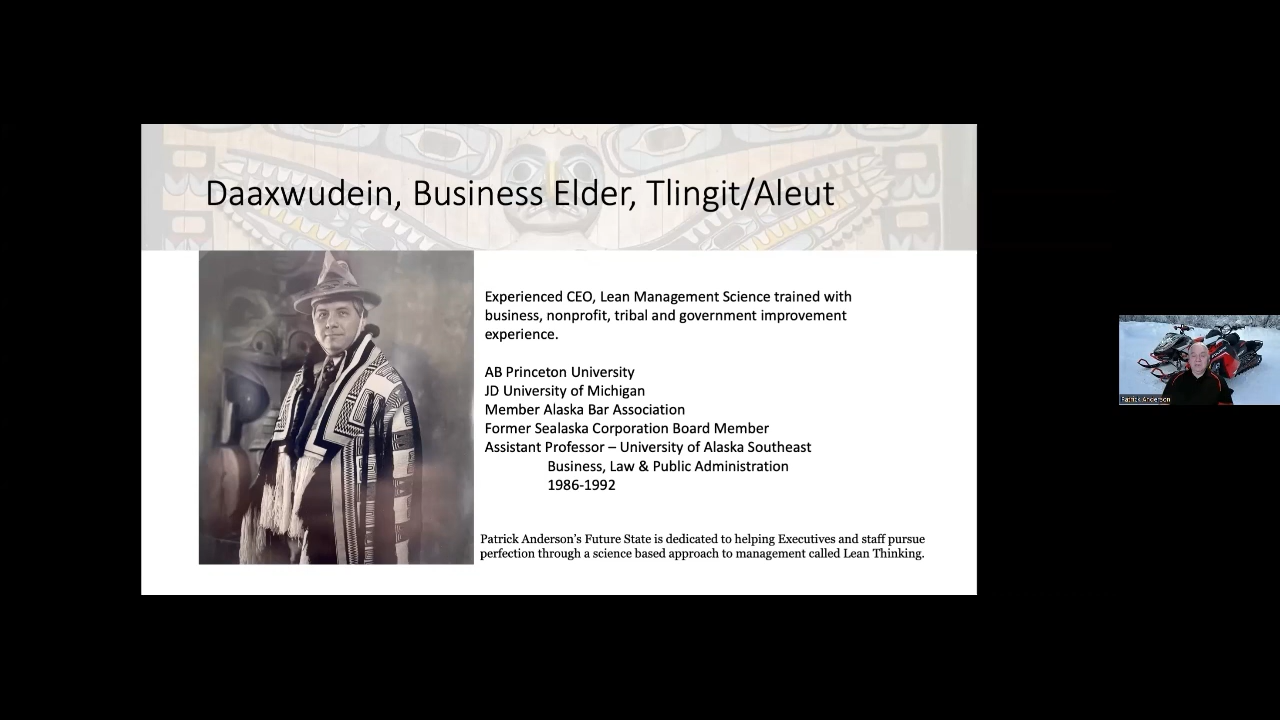 Daaxwudein, Business Elder, Tlingit/Aleut
Experienced CEO, Lean Management Science trained with
business, nonprofit, tribal and government improvement
experience.
AB Princeton University
JD University of Michigan
Member Alaska Bar Association
Former Sealaska Corporation Board Member
Assistant Professor – University of Alaska Southeast
Business, Law & Public Administration
1986-1992
Patrick Anderson’s Future State is dedicated to helping Executives and staff pursue
perfection through a science based approach to management called Lean Thinking.
Patrick Anderson